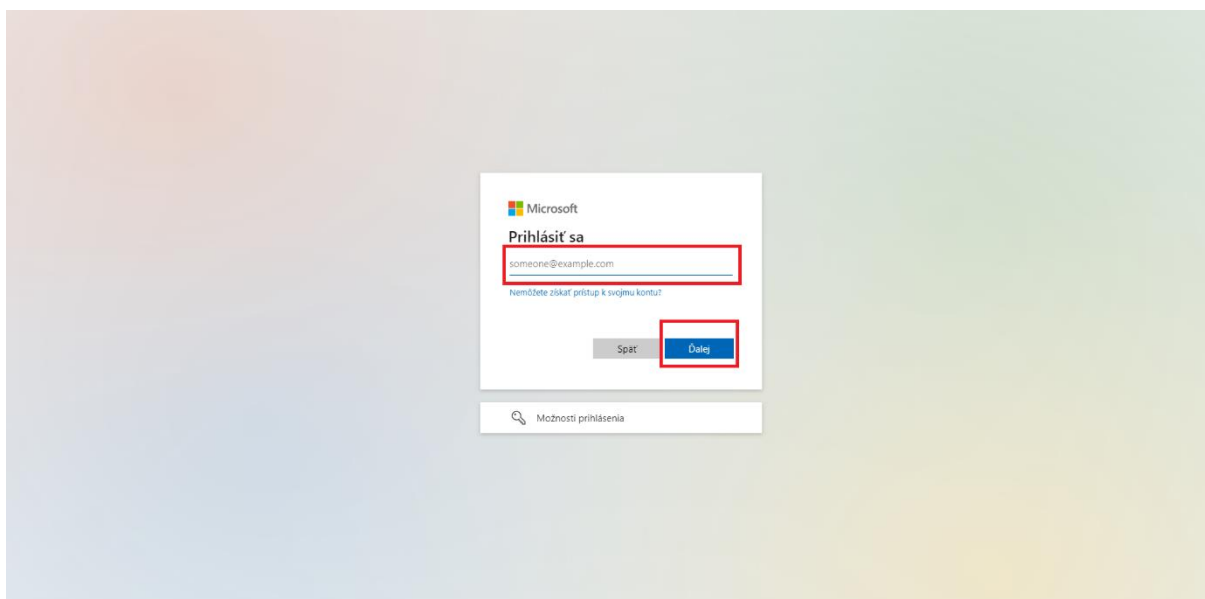 Microsoft
Prihlásiť sa
someone@example.com
Nemôžete získať prístup k svojmu kontu?
Späť
Ďalej
Možnosti prihlásenia